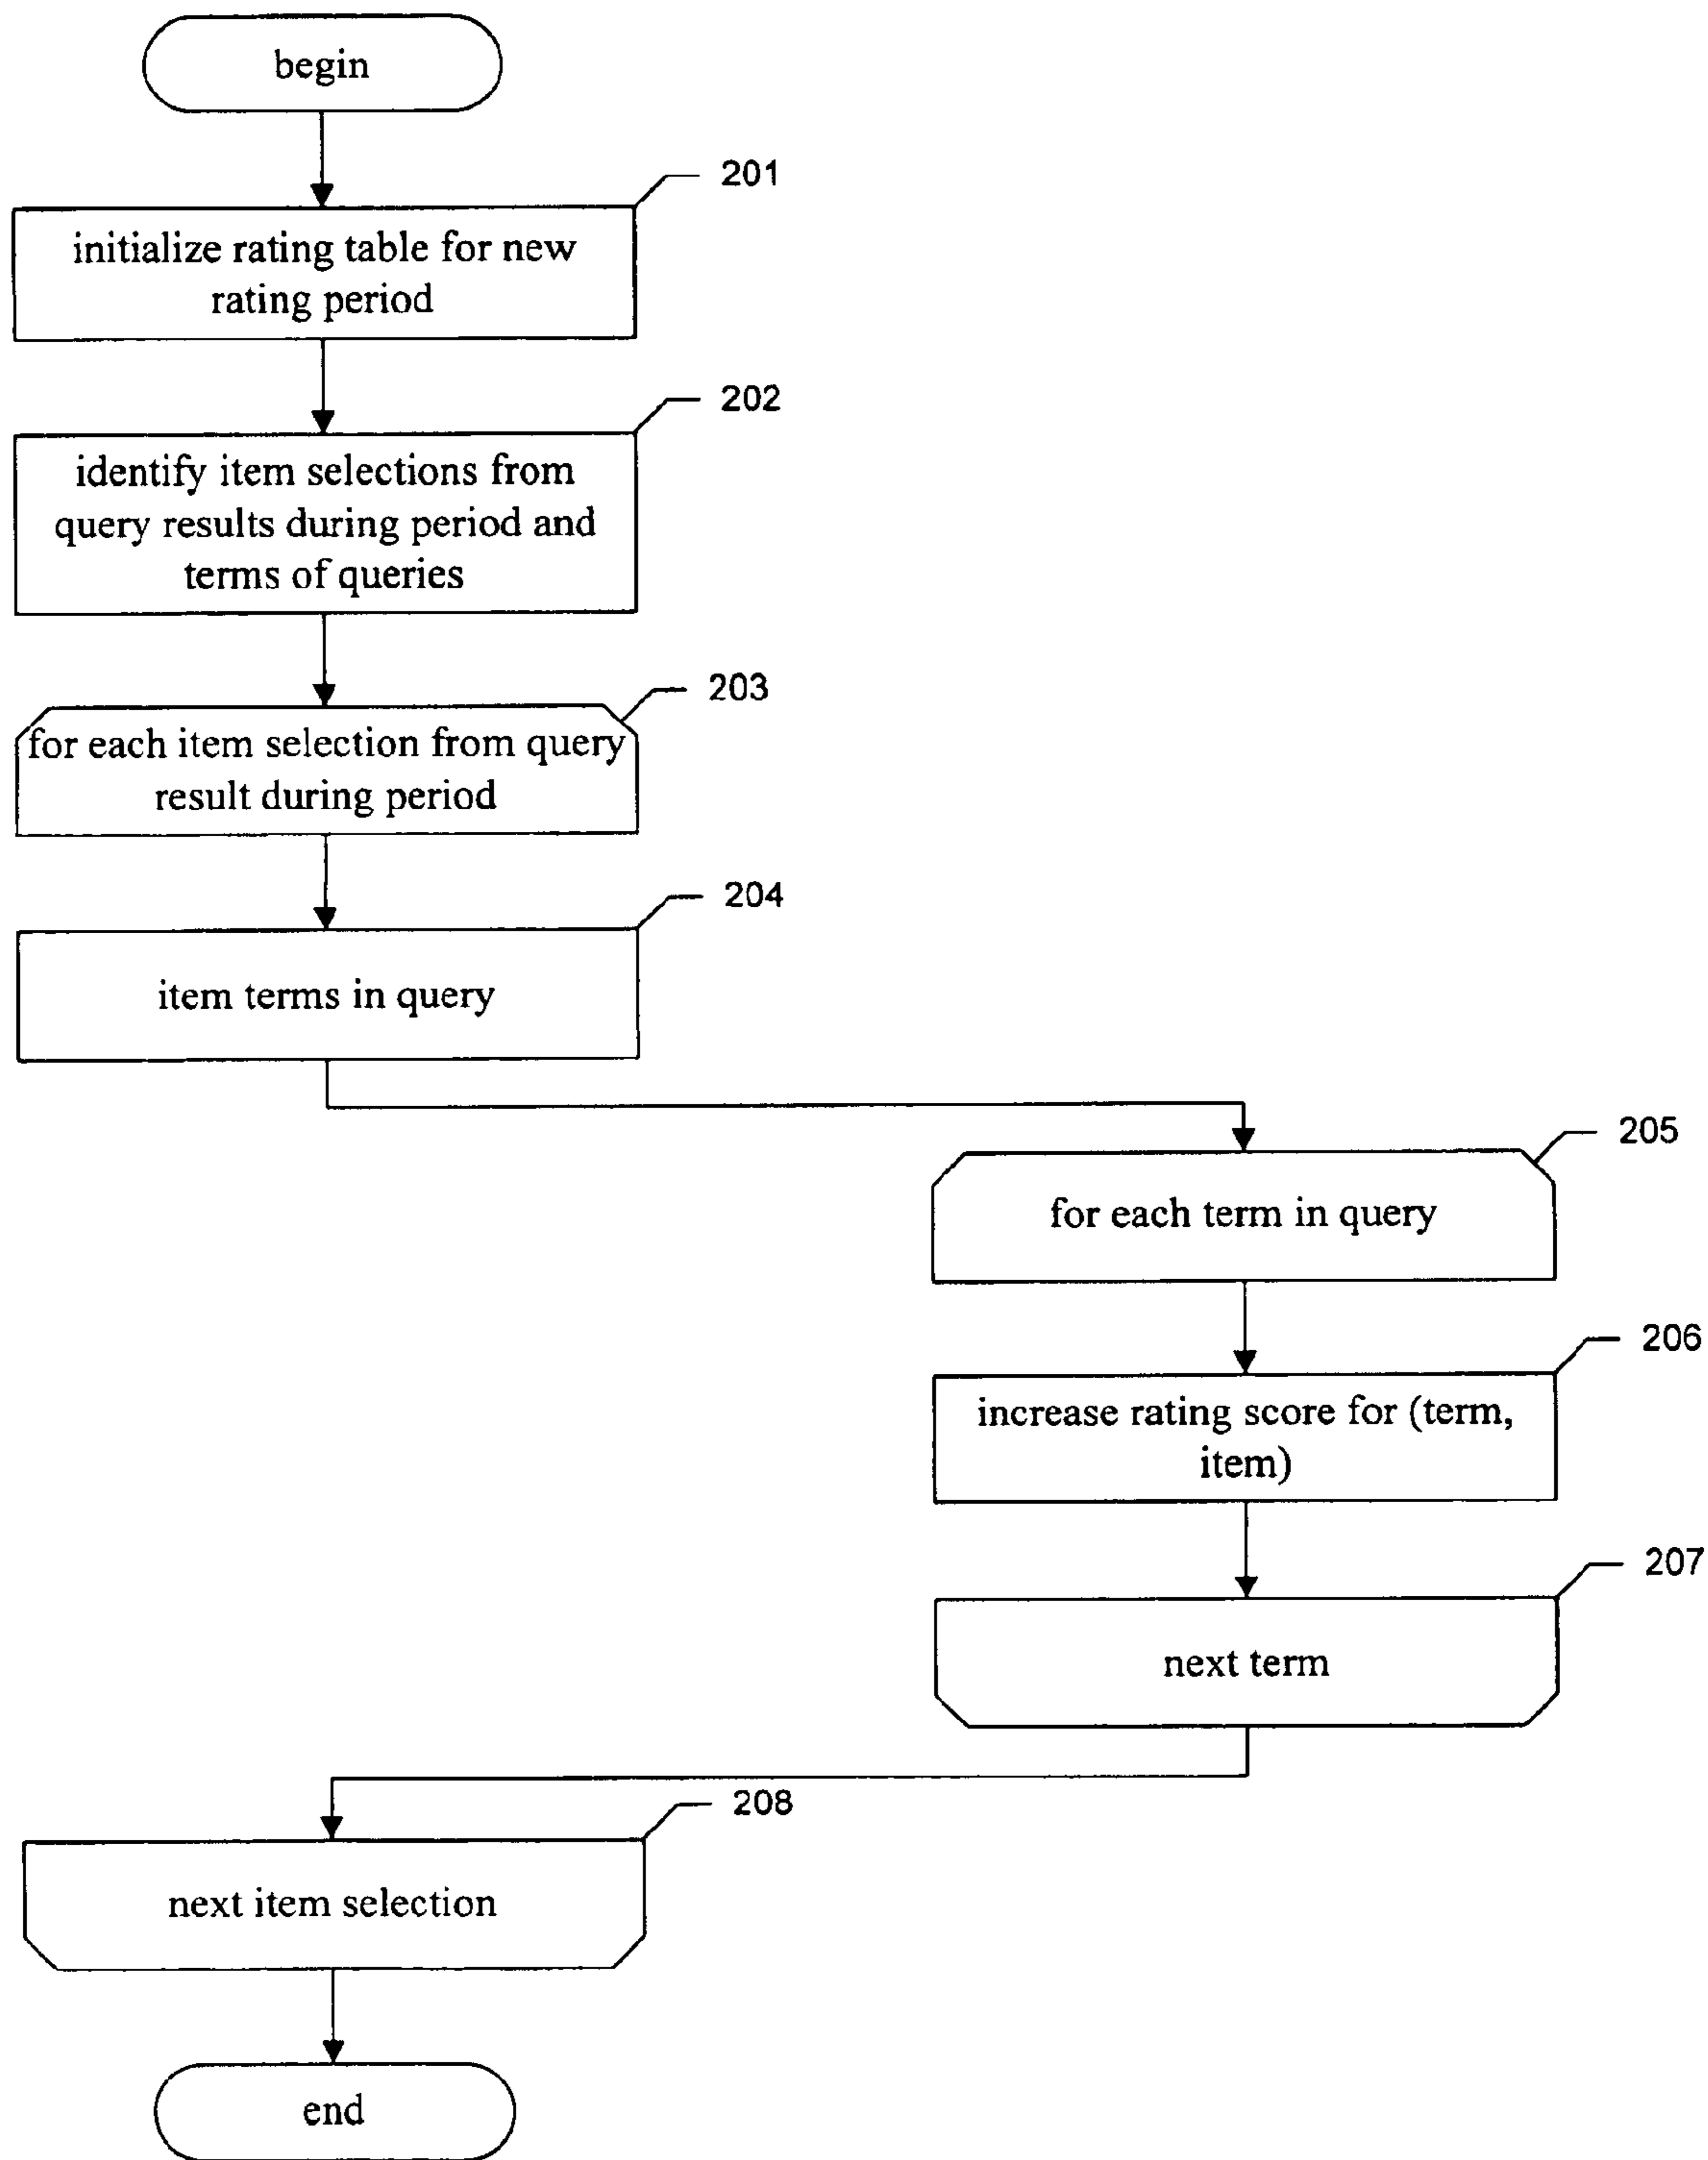 begin
201
initialize rating table for new
rating period
202
identify item selections from
query results during period and
terms of queries
203
for each item selection from query
result during period
204
item terms in query
205
for each term in query
206
increase rating score for (term,
item)
207
next term
208
next item selection
end